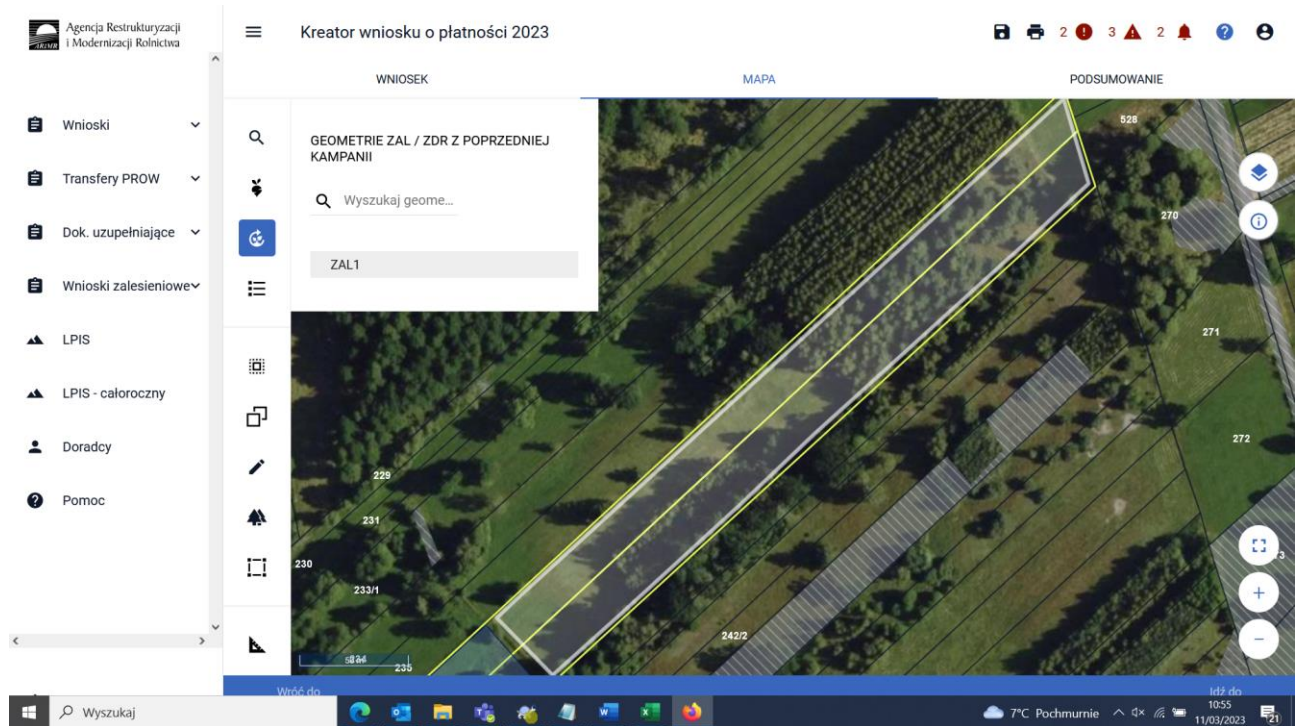 Agencja Restrukturyzacji
i Modernizacji Rolnictwa
ARiMR
Kreator wniosku o płatności 2023
2
3
2
WNIOSEK
MAPA
PODSUMOWANIE
Wnioski
Transfery PROW
Dok. uzupełniające
Wnioski zalesieniowe
LPIS
LPIS - całoroczny
Doradcy
Pomoc
GEOMETRIE ZAL / ZDR Z POPRZEDNIEJ
KAMPANII
Wyszukaj geome...
ZAL1
528
270
271
272
229
231
230
233/1
242/2
234
235
Wróć do
Idź do
Wyszukaj
7°C Pochmurnie
10:55
11/03/2023
21